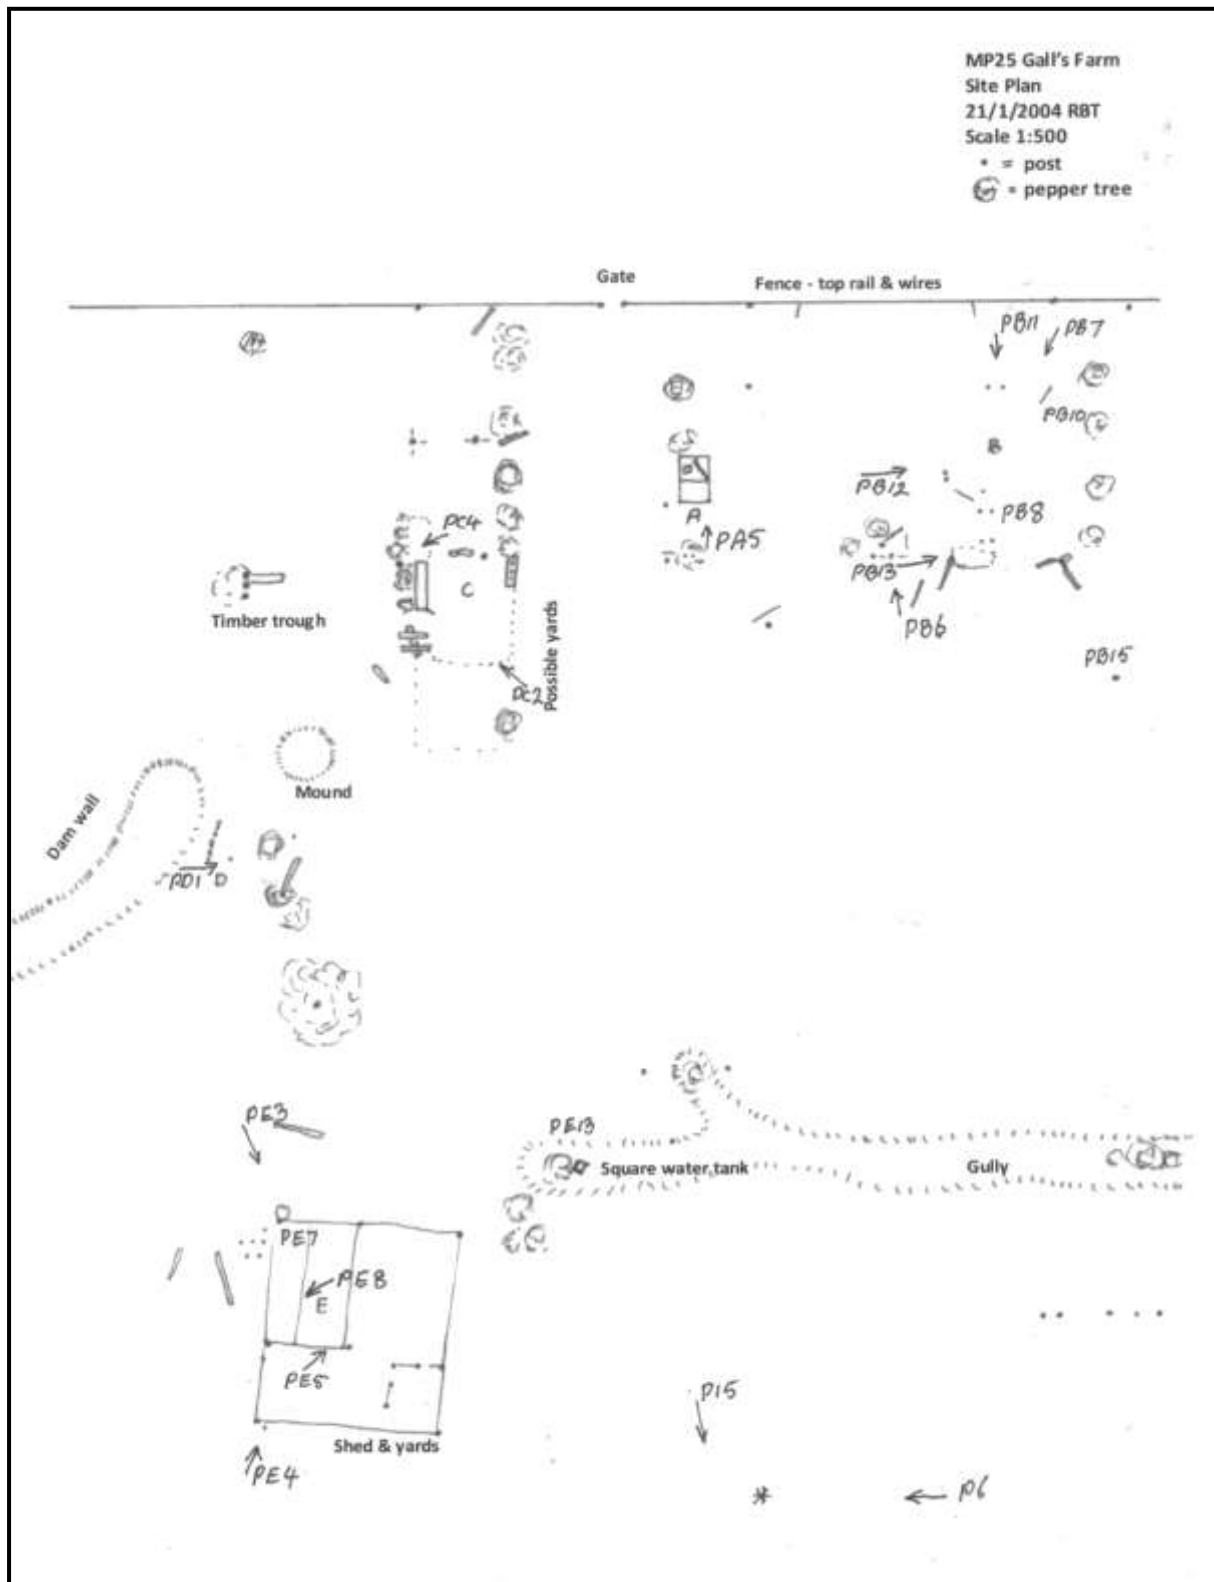 MP25 Gall's Farm
Site Plan
21/1/2004 RBT
Scale 1:500
• = post
= pepper tree
Gate
Fence - top rail & wires
PB11
PB7
PB10
B
PB12
PB8
A
PA5
PC4
C
PB13
PB6
Timber trough
Possible yards
PC2
PB15
Mound
Dam wall
PD1 D
PE3
PE13
Square water tank
Gully
PE7
PE8
E
PE5
P15
Shed & yards
PE4
* ← P6